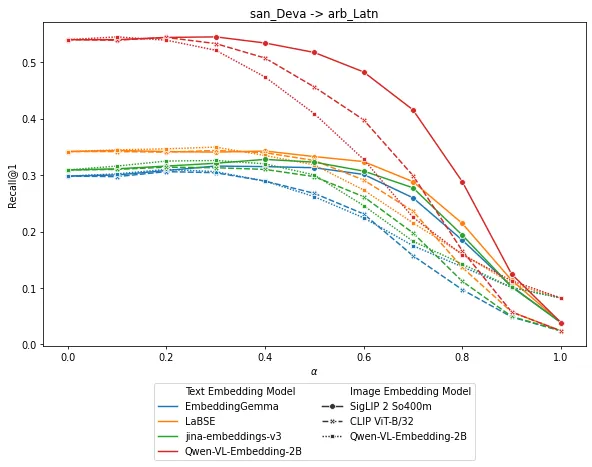 san_Deva -> arb_Latn
Recall@1
0.5
0.4
0.3
0.2
0.1
0.0
0.0 0.2 0.4 0.6 0.8 1.0
α
Text Embedding Model Image Embedding Model
EmbeddingGemma SigLIP 2 So400m
LaBSE CLIP ViT-B/32
jina-embeddings-v3 Qwen-VL-Embedding-2B
Qwen-VL-Embedding-2B